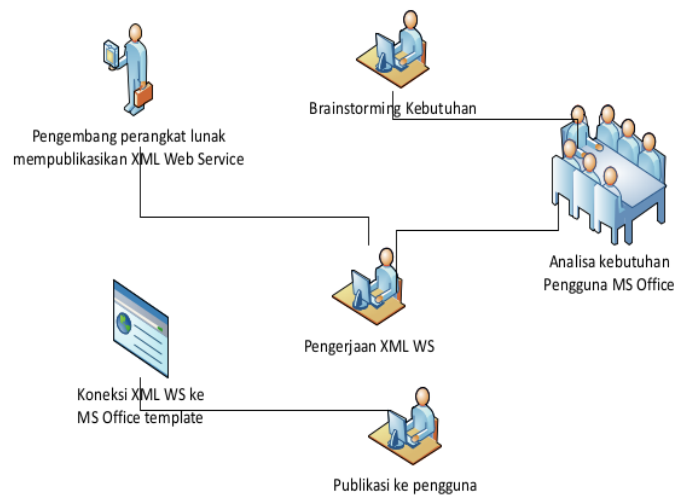 Brainstorming Kebutuhan
Pengembang perangkat lunak
mempublikasikan XML Web Service
Analisa kebutuhan
Pengguna MS Office
Pengerjaan XML WS
Koneksi XML WS ke
MS Office template
Publikasi ke pengguna